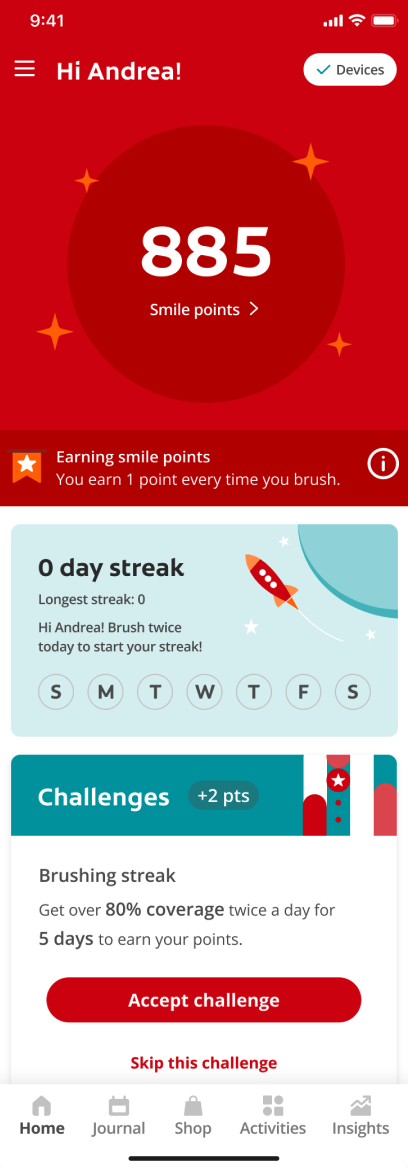 9:41
Hi Andrea!
Devices
885
Smile points
Earning smile points
You earn 1 point every time you brush.
0 day streak
Longest streak: 0
Hi Andrea! Brush twice
today to start your streak!
S M T W T F S
Challenges +2 pts
Brushing streak
Get over 80% coverage twice a day for
5 days to earn your points.
Accept challenge
Skip this challenge
Home Journal Shop Activities Insights